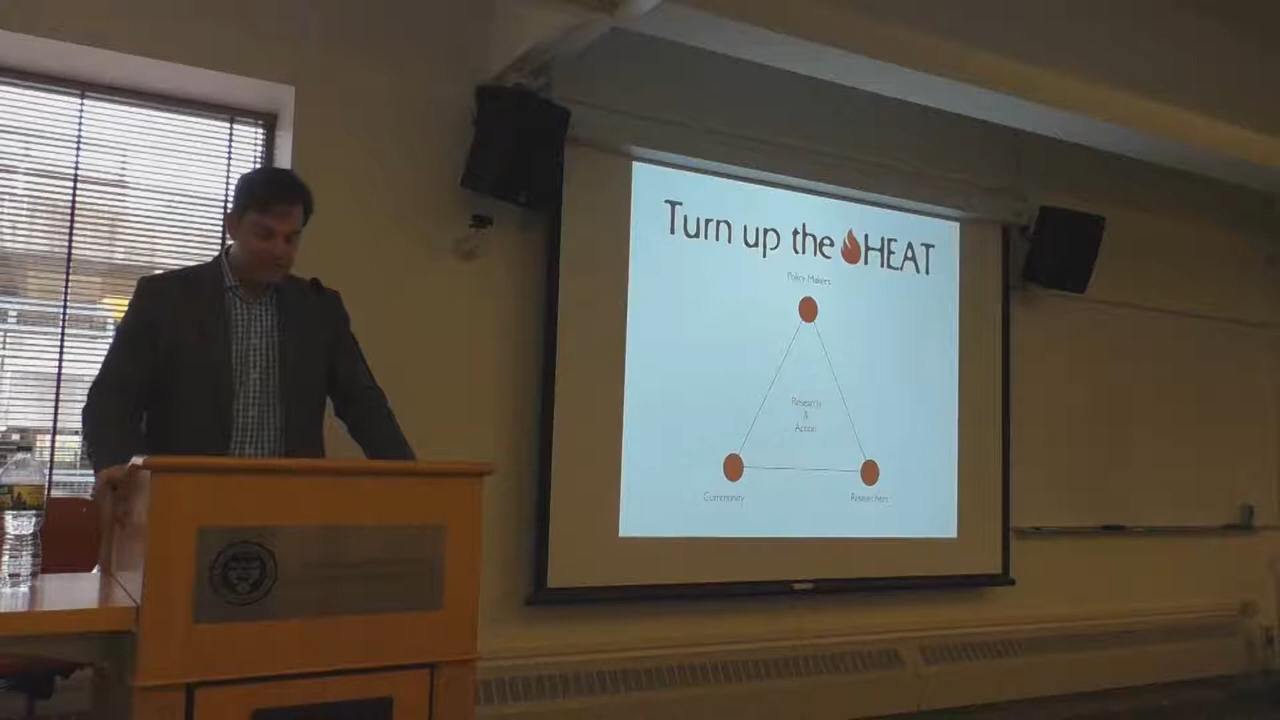 Turn up the HEAT
Policy Makers
Research
&
Action
Community
Researchers